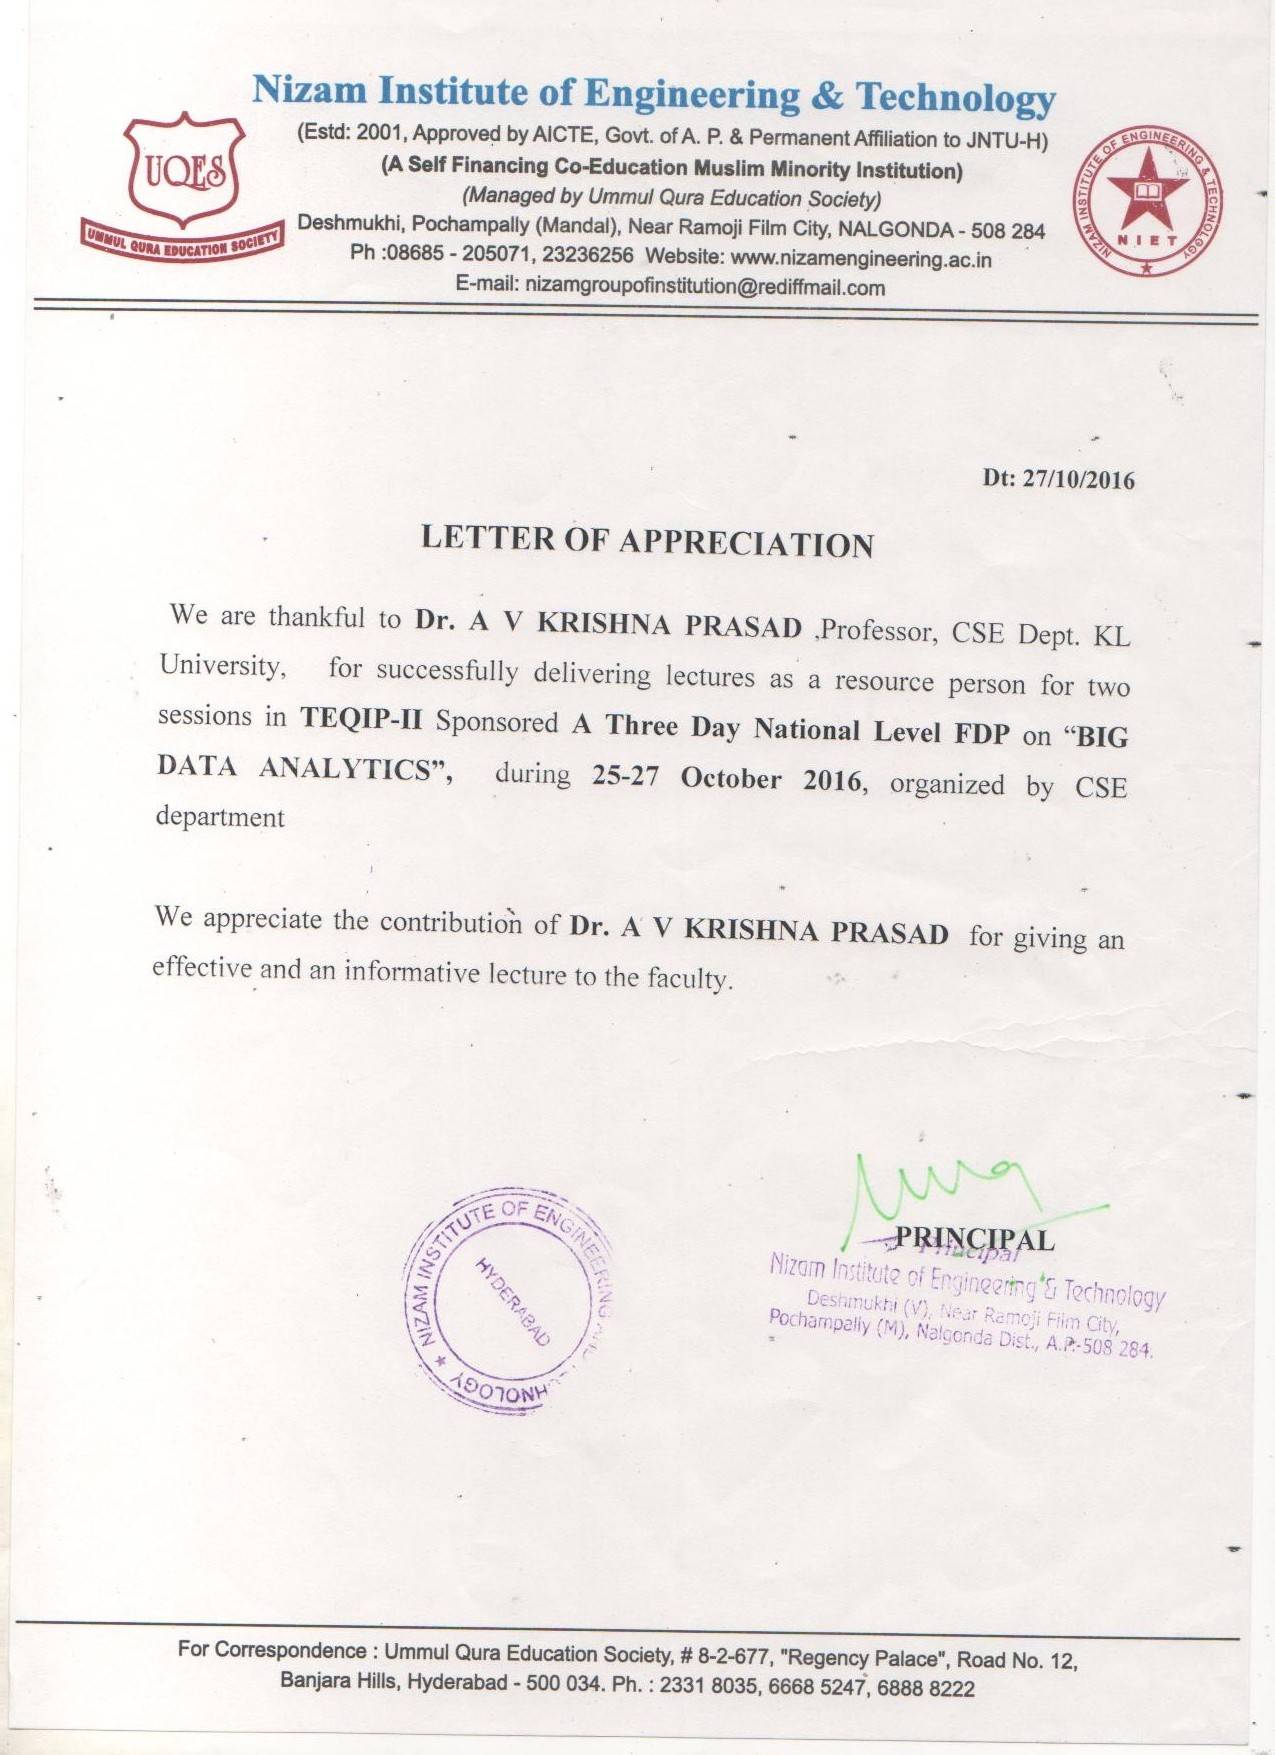 Nizam Institute of Engineering & Technology
(Estd: 2001, Approved by AICTE, Govt. of A. P. & Permanent Affiliation to JNTU-H)
(A Self Financing Co-Education Muslim Minority Institution)
(Managed by Ummul Qura Education Society)
Deshmukhi, Pochampally (Mandal), Near Ramoji Film City, NALGONDA - 508 284
Ph :08685 - 205071, 23236256 Website: www.nizamengineering.ac.in
E-mail: nizamgroupofinstitution@rediffmail.com
UQES
UMMUL QURA EDUCATION SOCIETY
NIZAM INSTITUTE OF ENGINEERING & TECHNOLOGY
NIET
Dt: 27/10/2016
LETTER OF APPRECIATION
We are thankful to Dr. A V KRISHNA PRASAD ,Professor, CSE Dept. KL
University, for successfully delivering lectures as a resource person for two
sessions in TEQIP-II Sponsored A Three Day National Level FDP on “BIG
DATA ANALYTICS”, during 25-27 October 2016, organized by CSE
department
We appreciate the contribution of Dr. A V KRISHNA PRASAD for giving an
effective and an informative lecture to the faculty.
NIZAM INSTITUTE OF ENGINEERING AND TECHNOLOGY
HYDERABAD
PRINCIPAL
Principal
Nizam Institute of Engineering & Technology
Deshmukhi (V), Near Ramoji Film City,
Pochampally (M), Nalgonda Dist., A.P.-508 284.
For Correspondence : Ummul Qura Education Society, # 8-2-677, "Regency Palace", Road No. 12,
Banjara Hills, Hyderabad - 500 034. Ph. : 2331 8035, 6668 5247, 6888 8222